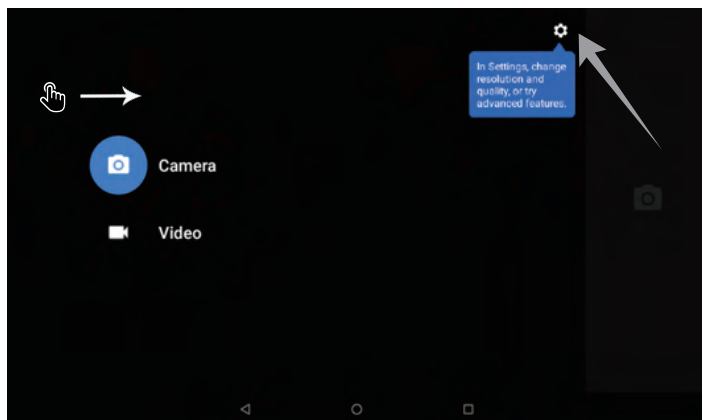 In Settings, change
resolution and
quality, or try
advanced features.
Camera
Video